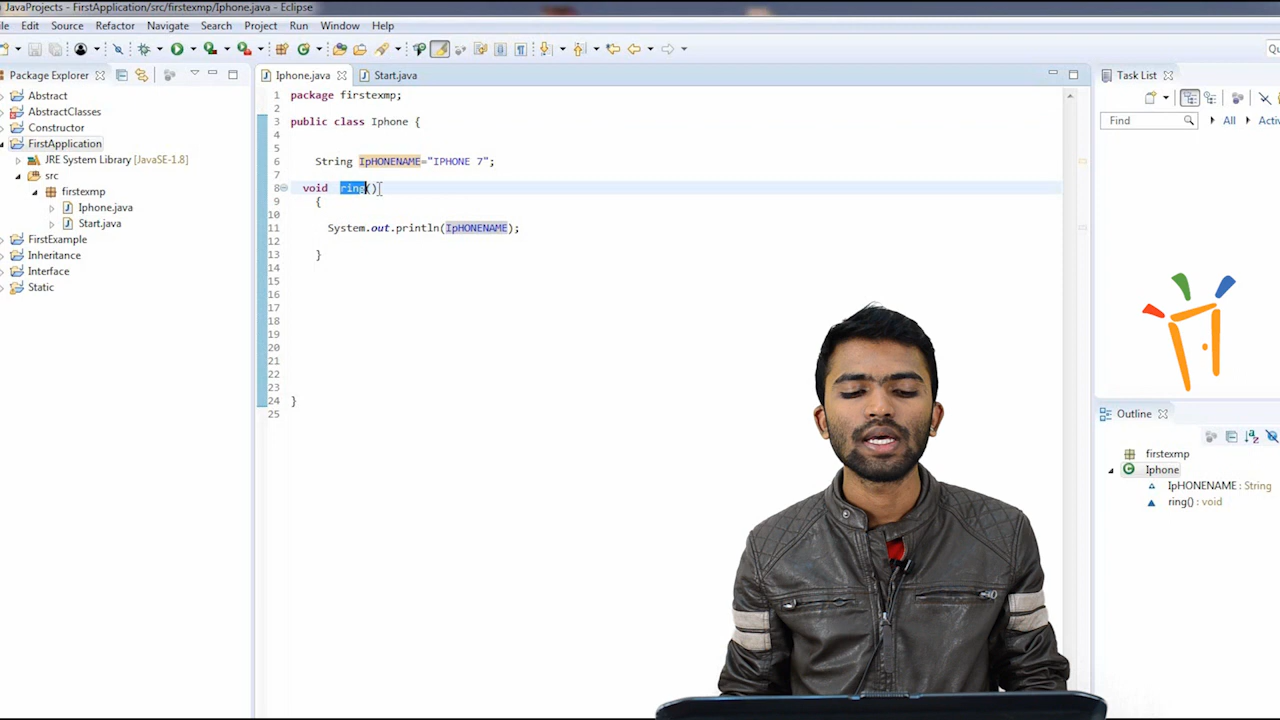 JavaProjects - FirstApplication/src/firstexmp/Iphone.java - Eclipse
Edit Source Refactor Navigate Search Project Run Window Help
Package Explorer
Abstract
AbstractClasses
Constructor
FirstApplication
JRE System Library [JavaSE-1.8]
src
firstexmp
Iphone.java
Start.java
FirstExample
Inheritance
Interface
Static
Iphone.java Start.java
1 package firstexmp;
2
3 public class Iphone {
4
5
6 String IpHONENAME="IPHONE 7";
7
8 void ring()
9 {
10
11 System.out.println(IpHONENAME);
12
13 }
14
15
16
17
18
19
20
21
22
23
24 }
25
Task List
Find All
Outline
firstexmp
Iphone
IpHONENAME : String
ring() : void